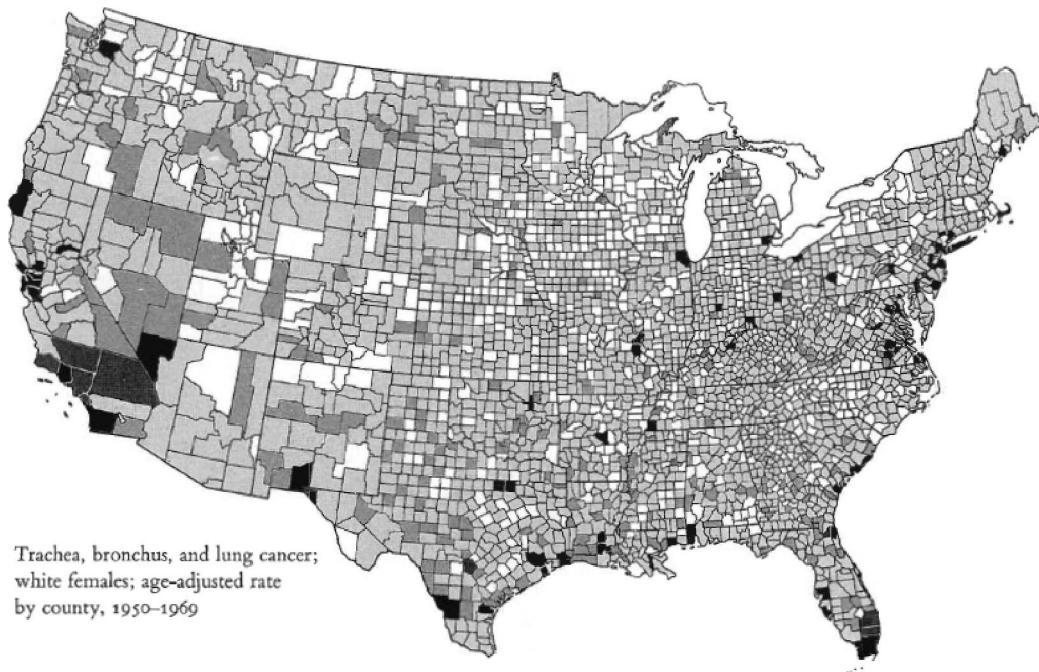 Trachea, bronchus, and lung cancer;
white females; age-adjusted rate
by county, 1950–1969